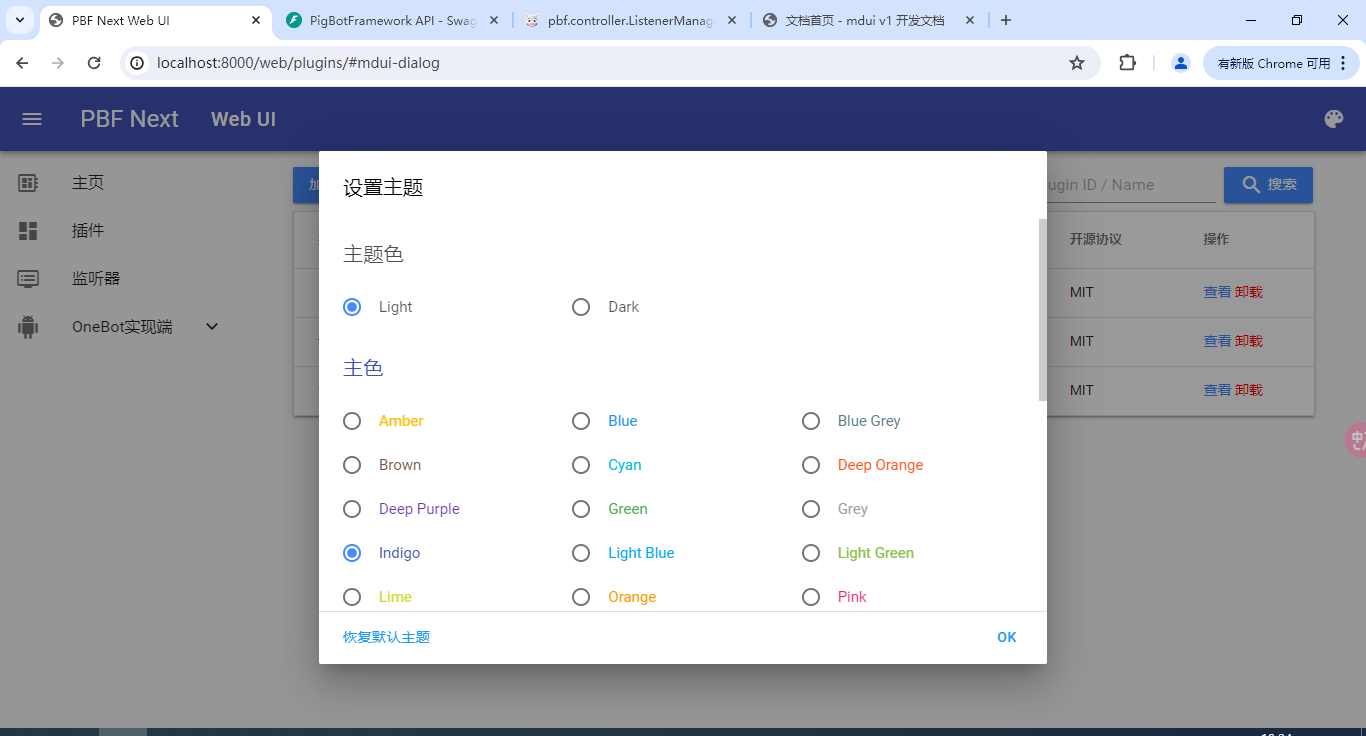 PBF Next Web UI
PigBotFramework API - Swag
pbf.controller.ListenerManag
文档首页 - mdui v1 开发文档
localhost:8000/web/plugins/#mdui-dialog
有新版 Chrome 可用
PBF Next Web UI
主页
插件
监听器
OneBot实现端
加
ugin ID / Name
搜索
开源协议 操作
MIT 查看 卸载
MIT 查看 卸载
MIT 查看 卸载
设置主题
主题色
Light Dark
主色
Amber Blue Blue Grey
Brown Cyan Deep Orange
Deep Purple Green Grey
Indigo Light Blue Light Green
Lime Orange Pink
恢复默认主题 OK